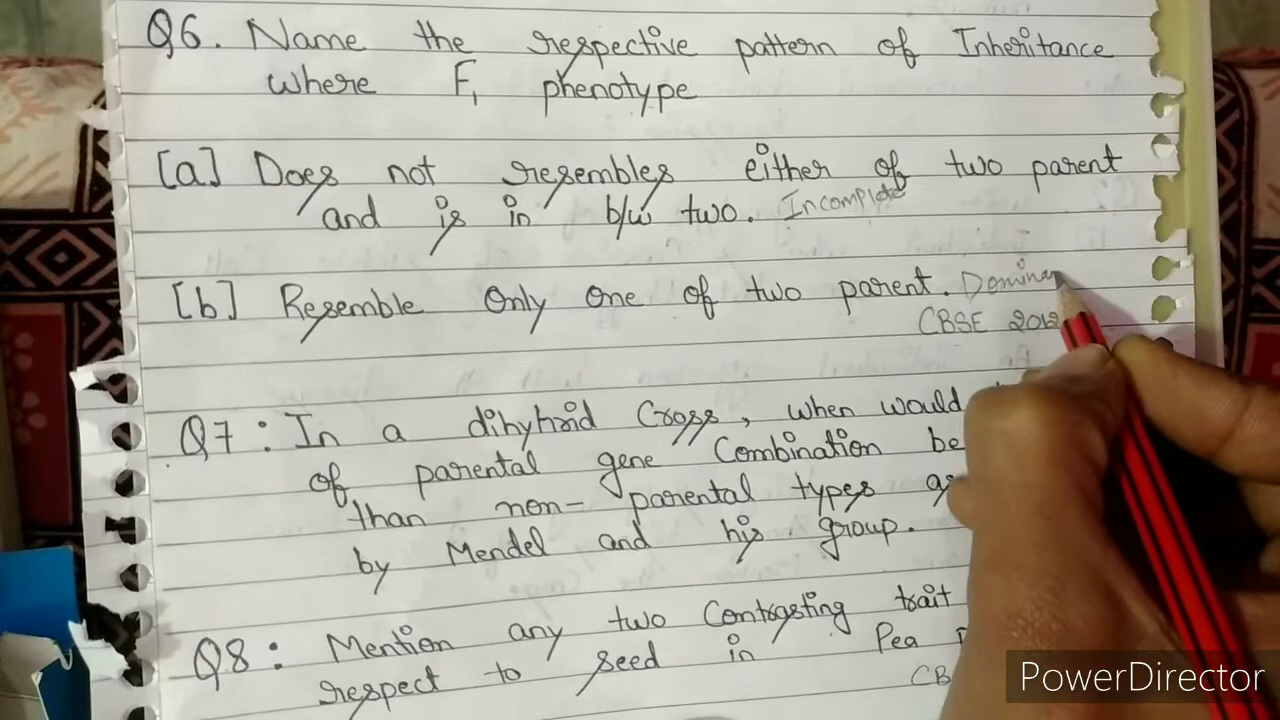 Q6. Name the respective pattern of Inheritance
where F1 phenotype
[a] Does not resembles either of two parent
and is in b/w two. Incomplete
[b] Resemble Only One of two parent. Dominan
CBSE 2012
Q7: In a dihybrid Cross, when would
of parental gene Combination be
than non- parental types as
by Mendel and his group.
Q8: Mention any two Contrasting trait
respect to seed in Pea
CB
PowerDirector